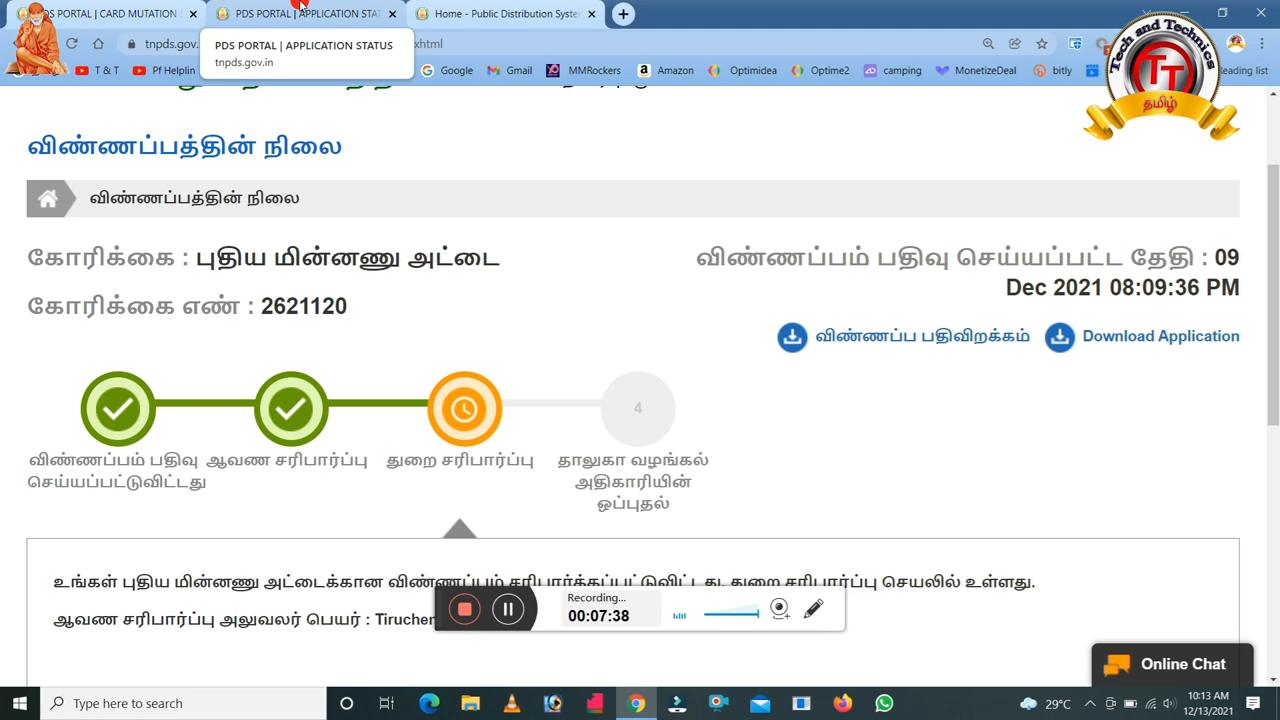 DS PORTAL | CARD MUTATION S
PDS PORTAL | APPLICATION STAT
Home - Public Distribution Syste
tnpds.gov.
xhtml
PDS PORTAL | APPLICATION STATUS
tnpds.gov.in
T & T
Pf Helplin
Google
Gmail
MMRockers
Amazon
Optimidea
Optime2
camping
MonetizeDeal
bitly
Reading list
Tech and Technics
TT
தமிழ்
விண்ணப்பத்தின் நிலை
விண்ணப்பத்தின் நிலை
கோரிக்கை : புதிய மின்னணு அட்டை
விண்ணப்பம் பதிவு செய்யப்பட்ட தேதி : 09
Dec 2021 08:09:36 PM
கோரிக்கை எண் : 2621120
விண்ணப்ப பதிவிறக்கம்
Download Application
4
விண்ணப்பம் பதிவு
செய்யப்பட்டுவிட்டது
ஆவண சரிபார்ப்பு
துறை சரிபார்ப்பு
தாலுகா வழங்கல்
அதிகாரியின்
ஒப்புதல்
உங்கள் புதிய மின்னணு அட்டைக்கான விண்ணப்பம் சரிபார்க்கப்பட்டுவிட்டது. துறை சரிபார்ப்பு செயலில் உள்ளது.
ஆவண சரிபார்ப்பு அலுவலர் பெயர் : Tiruchen
Recording...
00:07:38
Online Chat
Type here to search
29°C
10:13 AM
12/13/2021